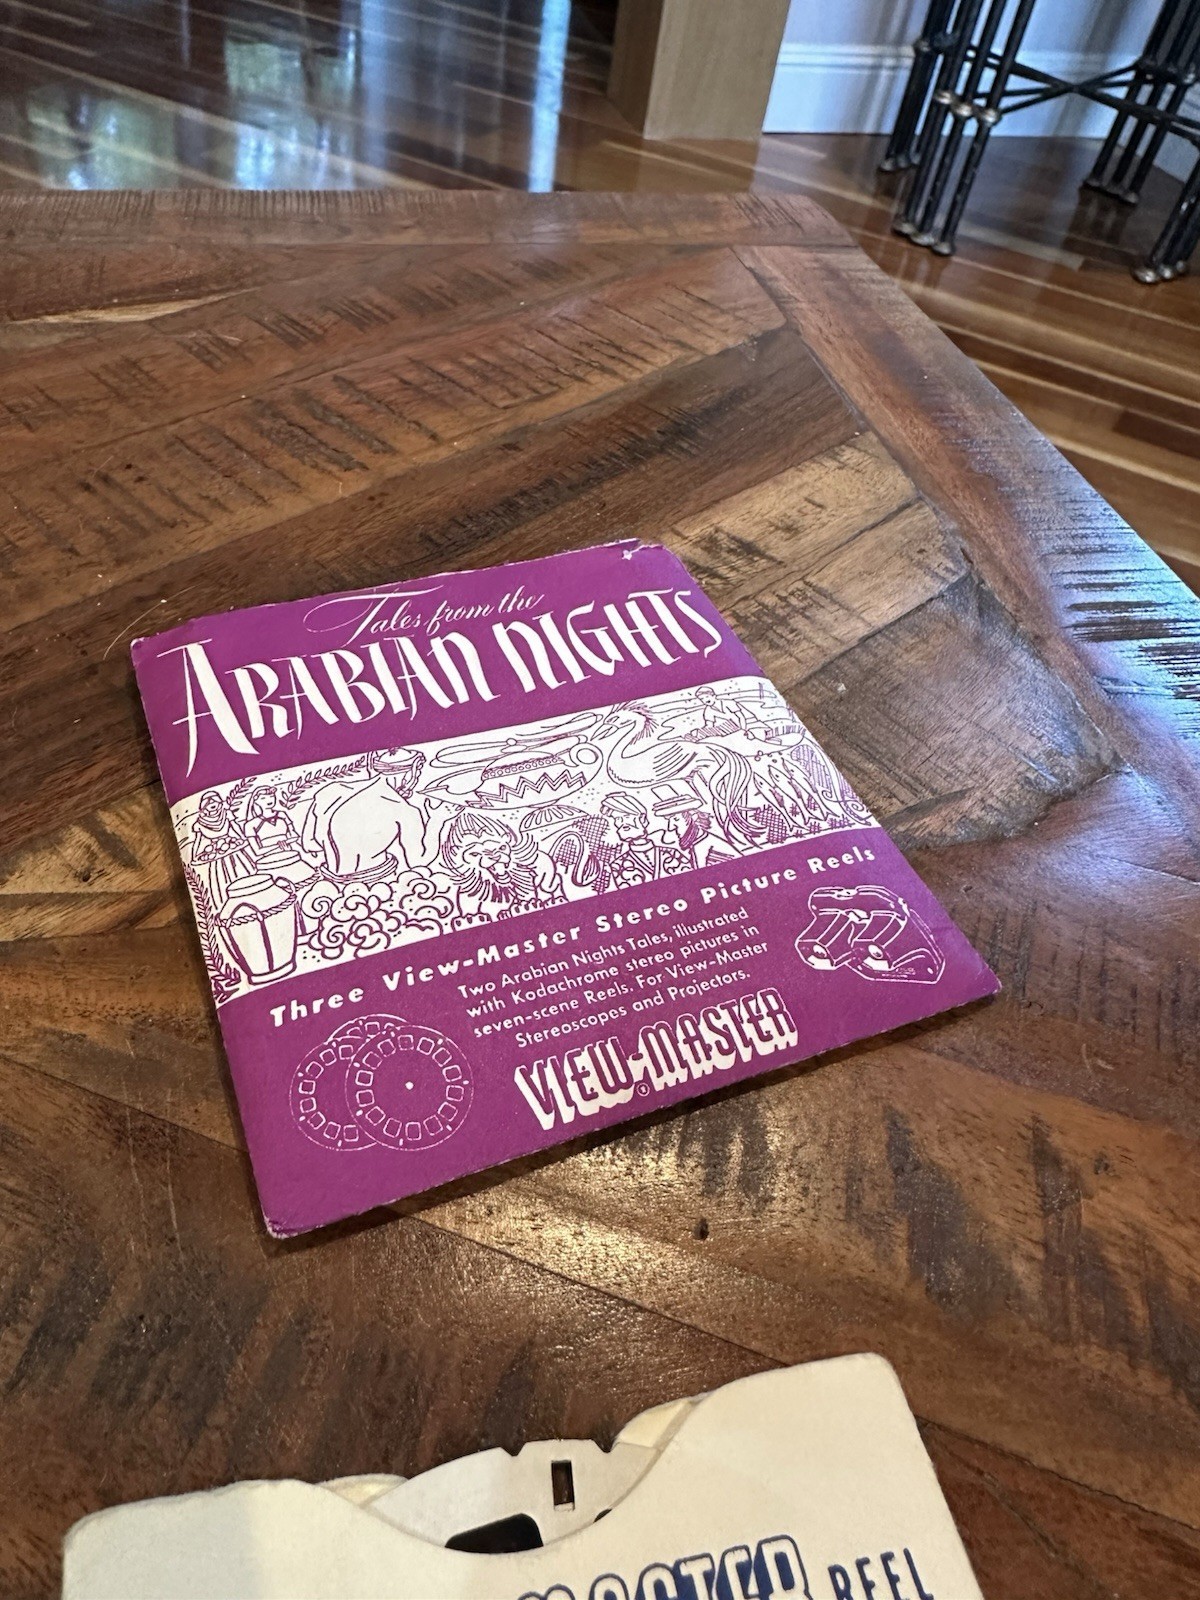 Tales from the
ARABIAN NIGHTS
Three View-Master Stereo Picture Reels
Two Arabian Nights Tales, illustrated
with Kodachrome stereo pictures in
seven-scene Reels. For View-Master
Stereoscopes and Projectors.
VIEW-MASTER
®
MASTER REEL